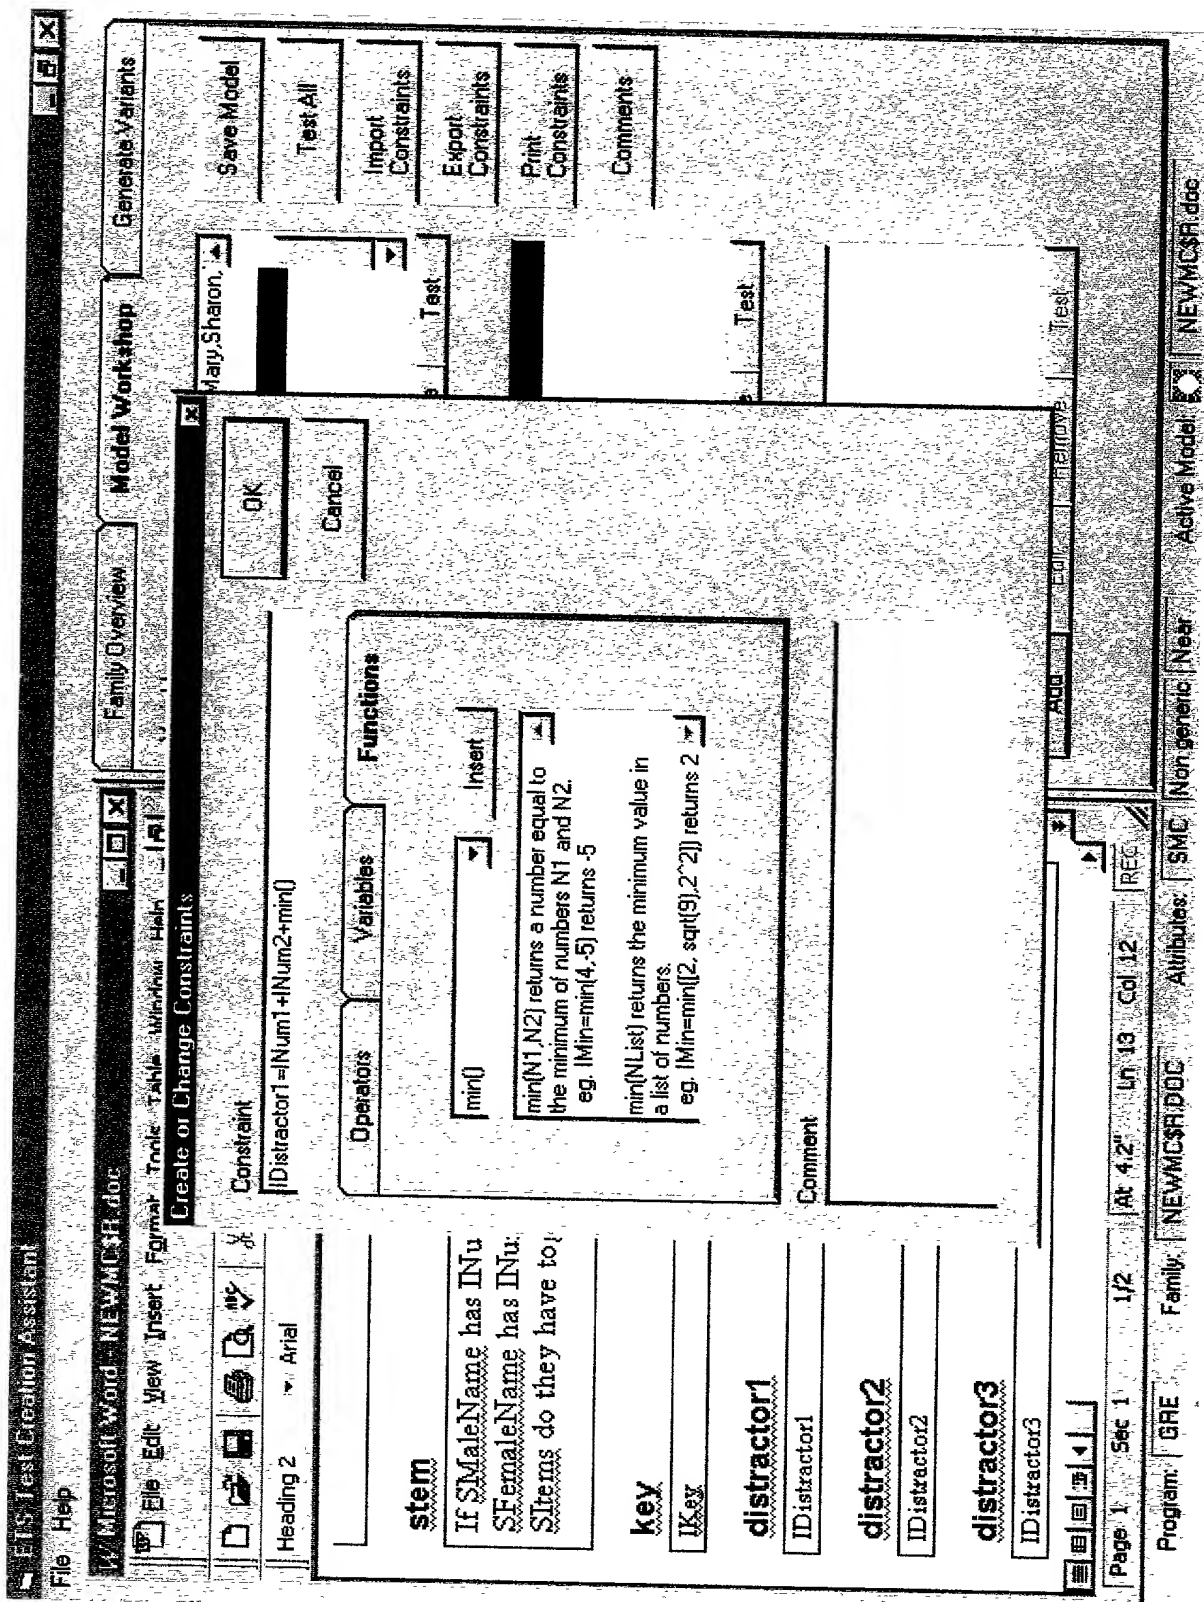 ETS Test Creation Assistant
File Help
Microsoft Word - NEWMC$R.doc
File Edit View Insert Format Tools Table Window Help
Heading 2 Arial
stem
If SMaleName has INu
SFemaleName has INu
SItems do they have to
key
IKey
distractor1
IDistractor1
distractor2
IDistractor2
distractor3
IDistractor3
Page 1 Sec 1 1/2 At 4.2" Ln 13 Col 12 REC
Family Overview
Model Workshop
Generate Variants
Create or Change Constraints
Constraint
IDistractor1=INum1+INum2+min()
OK
Cancel
Operators
Variables
Functions
min()
Insert
min(N1,N2) returns a number equal to
the minimum of numbers N1 and N2.
eg. IMin=min(4,-5) returns -5
min(NList) returns the minimum value in
a list of numbers.
eg. IMin=min([2, sqrt(9),2^2]) returns 2
Comment
Mary,Sharon,
e Test
e Test
Add Edit Remove Test
Save Model
Test All
Import
Constraints
Export
Constraints
Print
Constraints
Comments
Program: GRE Family: NEWMC$R.DOC Attributes: SMC Non generic Near Active Model: NEWMC$R.doc